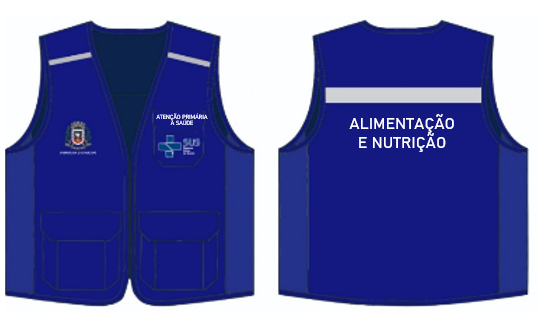 ATENÇÃO PRIMÁRIA
À SAÚDE
SUS
ALIMENTAÇÃO
E NUTRIÇÃO